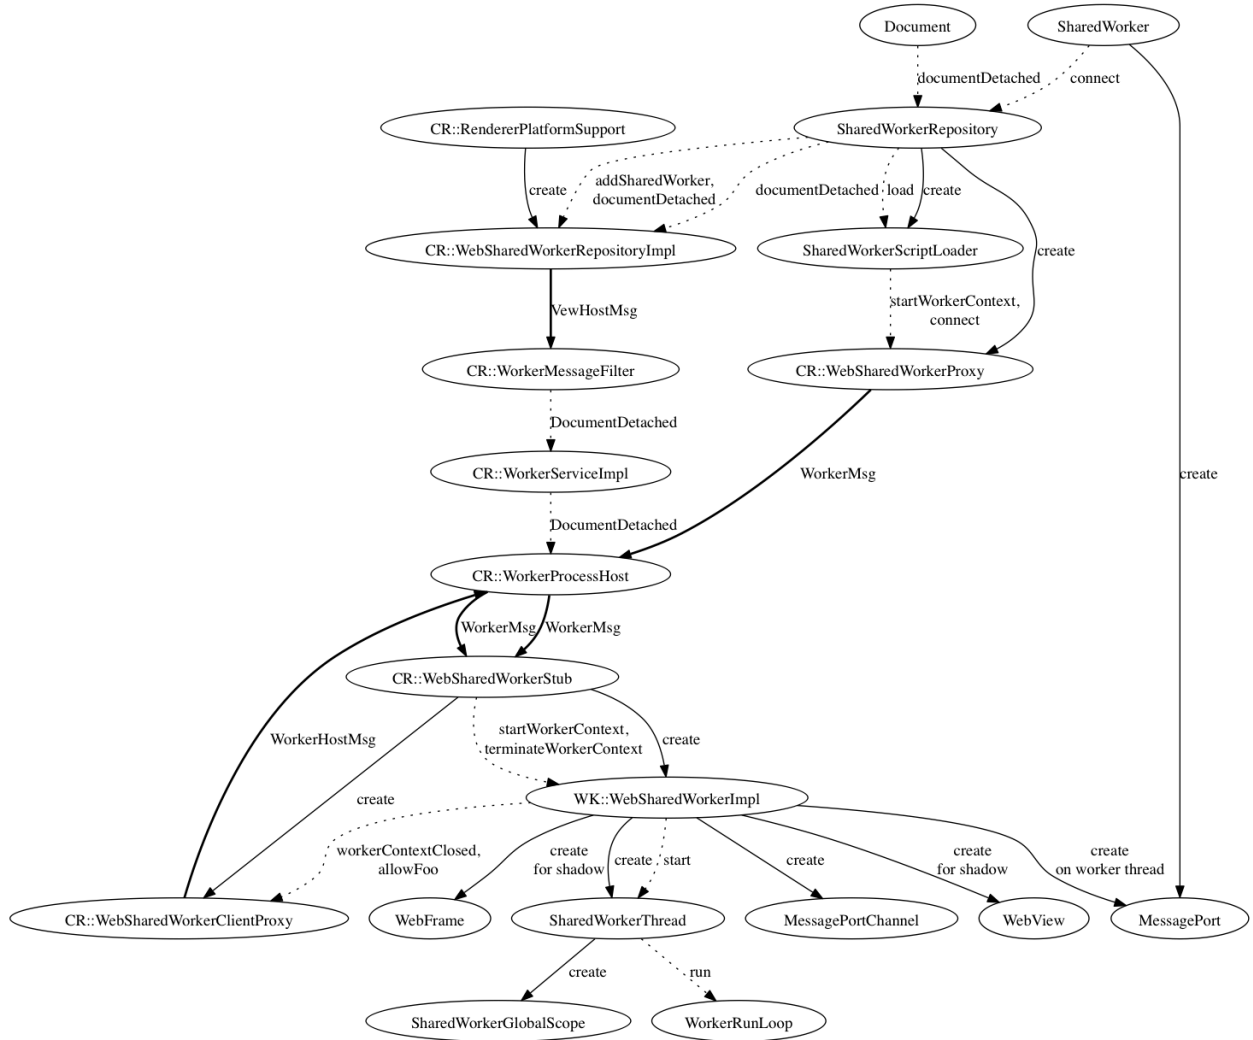 Document
SharedWorker
documentDetached
connect
CR::RendererPlatformSupport
SharedWorkerRepository
create
addSharedWorker,
documentDetached
documentDetached
load
create
create
CR::WebSharedWorkerRepositoryImpl
SharedWorkerScriptLoader
VewHostMsg
startWorkerContext,
connect
CR::WorkerMessageFilter
CR::WebSharedWorkerProxy
DocumentDetached
CR::WorkerServiceImpl
WorkerMsg
create
DocumentDetached
CR::WorkerProcessHost
WorkerMsg
WorkerMsg
CR::WebSharedWorkerStub
WorkerHostMsg
startWorkerContext,
terminateWorkerContext
create
create
WK::WebSharedWorkerImpl
workerContextClosed,
allowFoo
create
for shadow
create
start
create
create
for shadow
create
on worker thread
CR::WebSharedWorkerClientProxy
WebFrame
SharedWorkerThread
MessagePortChannel
WebView
MessagePort
create
run
SharedWorkerGlobalScope
WorkerRunLoop